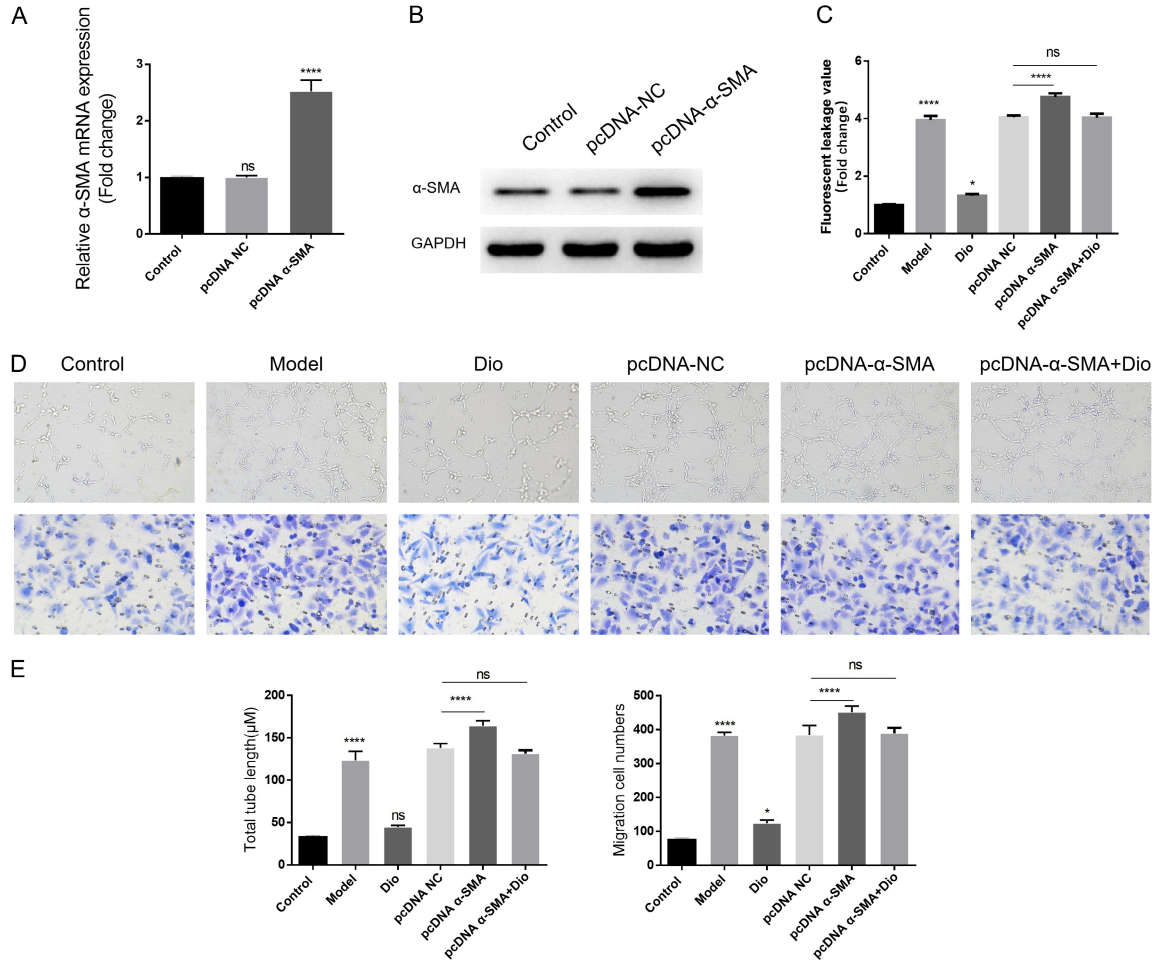 A
Relative α-SMA mRNA expression
(Fold change)
3
2
1
0
ns
****
Control
pcDNA NC
pcDNA α-SMA
B
Control
pcDNA-NC
pcDNA-α-SMA
α-SMA
GAPDH
C
Fluorescent leakage value
(Fold change)
6
4
2
0
****
*
****
ns
Control
Model
Dio
pcDNA NC
pcDNA α-SMA
pcDNA α-SMA+Dio
D
Control
Model
Dio
pcDNA-NC
pcDNA-α-SMA
pcDNA-α-SMA+Dio
E
Total tube length(μM)
200
150
100
50
0
****
ns
****
ns
Control
Model
Dio
pcDNA NC
pcDNA α-SMA
pcDNA α-SMA+Dio
Migration cell numbers
500
400
300
200
100
0
****
*
****
ns
Control
Model
Dio
pcDNA NC
pcDNA α-SMA
pcDNA α-SMA+Dio